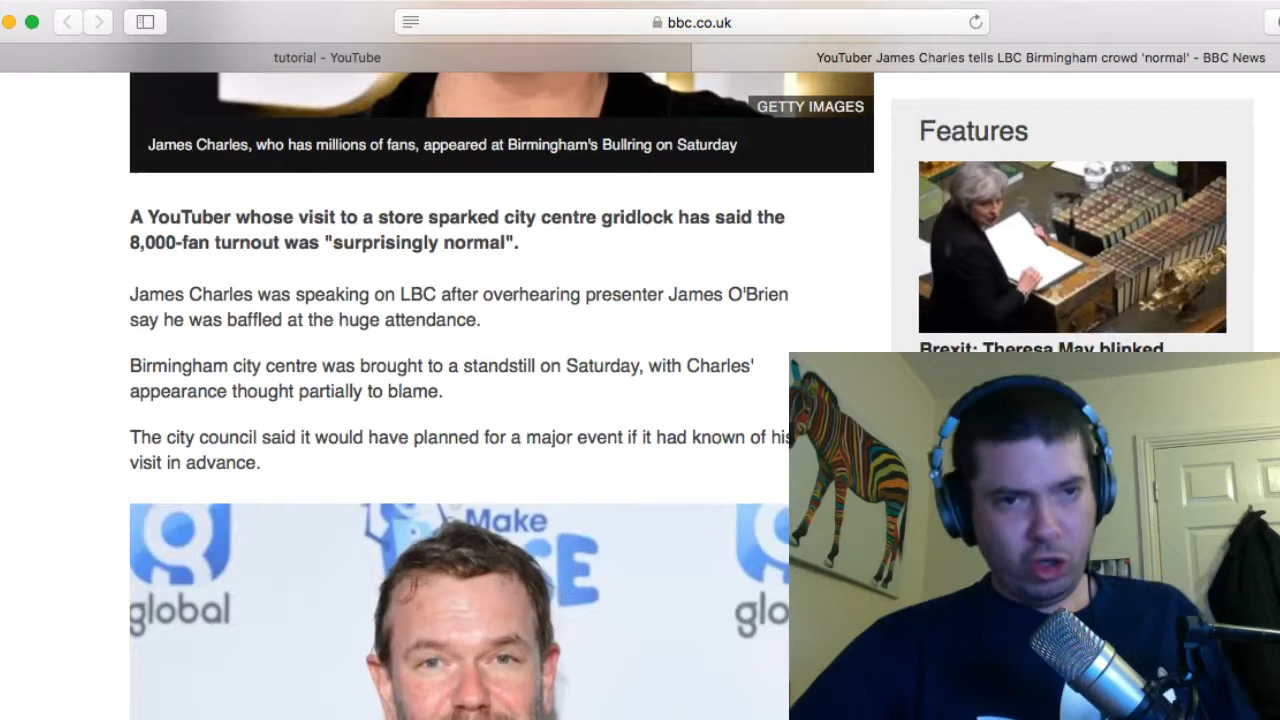 bbc.co.uk
tutorial - YouTube
YouTuber James Charles tells LBC Birmingham crowd 'normal' - BBC News
GETTY IMAGES
James Charles, who has millions of fans, appeared at Birmingham's Bullring on Saturday
A YouTuber whose visit to a store sparked city centre gridlock has said the
8,000-fan turnout was "surprisingly normal".
James Charles was speaking on LBC after overhearing presenter James O'Brien
say he was baffled at the huge attendance.
Birmingham city centre was brought to a standstill on Saturday, with Charles'
appearance thought partially to blame.
The city council said it would have planned for a major event if it had known of his
visit in advance.
Features
Brexit: Theresa May blinked
Make
global